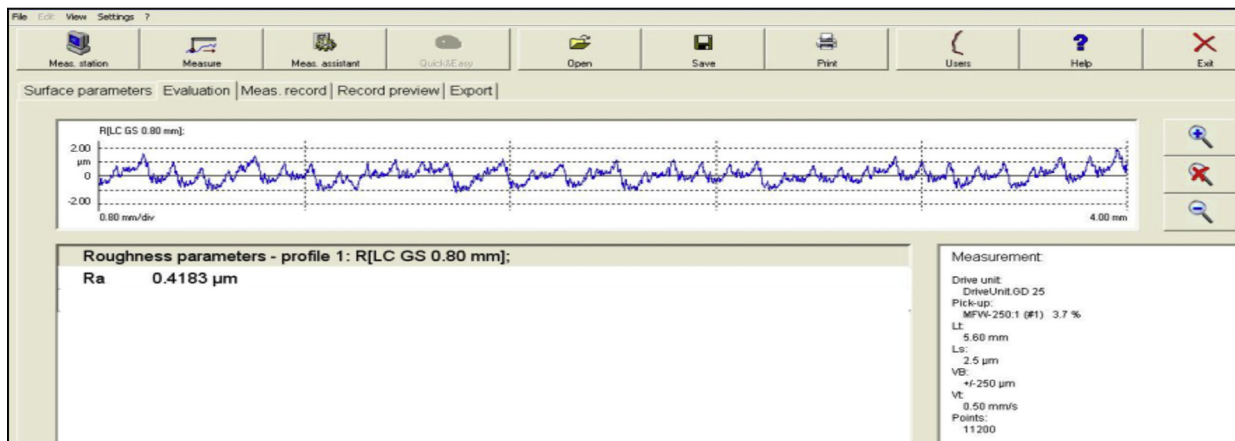 File Edit View Settings ?
Meas. station Measure Meas. assistant Quick&Easy Open Save Print Users Help Exit
Surface parameters Evaluation Meas. record Record preview Export
R[LC GS 0.80 mm];
2.00
µm
0
-2.00
0.80 mm/div 4.00 mm
Roughness parameters - profile 1: R[LC GS 0.80 mm];
Ra 0.4183 µm
Measurement:
Drive unit:
DriveUnit.GD 25
Pick-up:
MFW-250:1 (#1) 3.7 %
Lt:
5.60 mm
Ls:
2.5 µm
VB:
+/-250 µm
Vt:
0.50 mm/s
Points:
11200